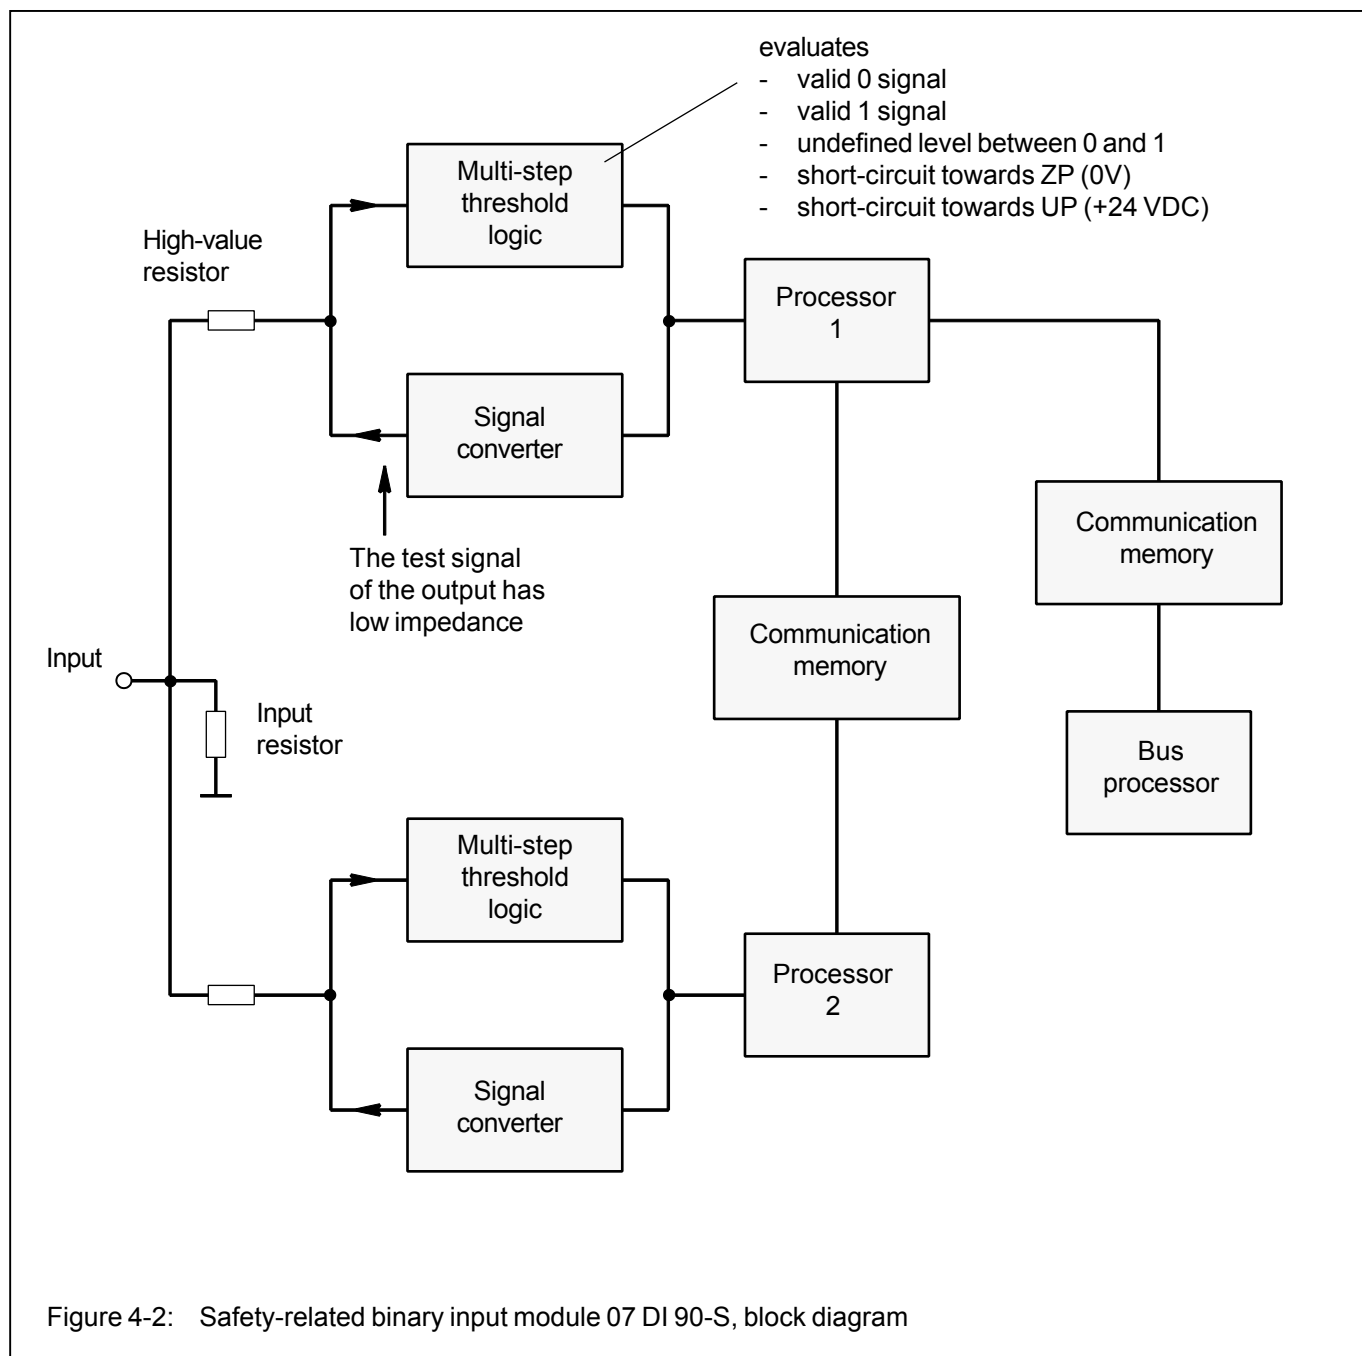 evaluates
- valid 0 signal
- valid 1 signal
- undefined level between 0 and 1
- short-circuit towards ZP (0V)
- short-circuit towards UP (+24 VDC)
Multi-step
threshold
logic
High-value
resistor
Processor
1
Signal
converter
Communication
memory
The test signal
of the output has
low impedance
Communication
memory
Input
Input
resistor
Bus
processor
Multi-step
threshold
logic
Processor
2
Signal
converter
Figure 4-2: Safety-related binary input module 07 DI 90-S, block diagram